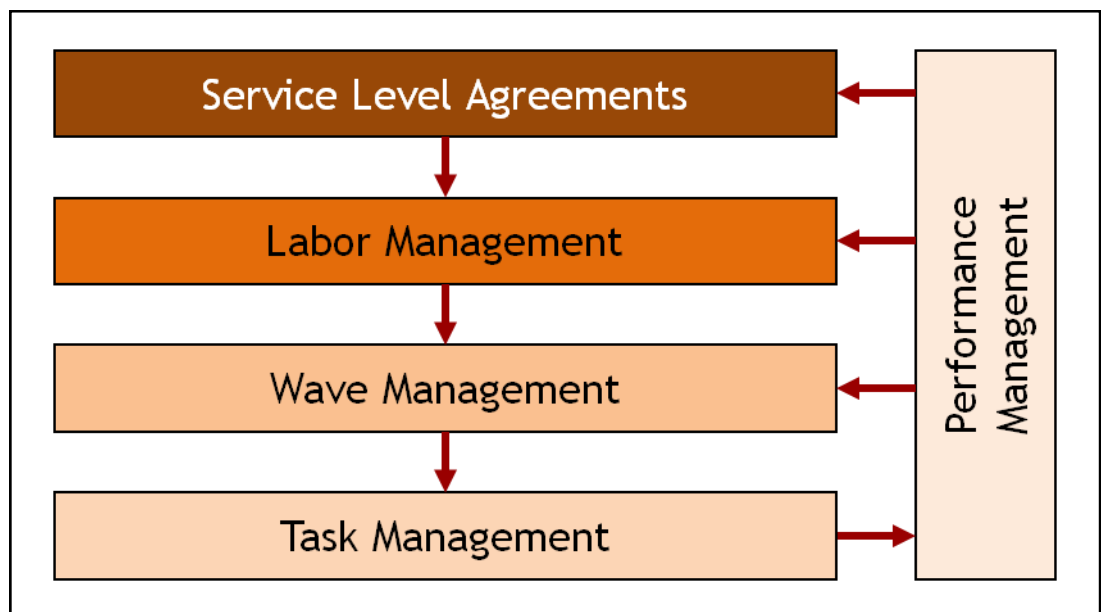 Service Level Agreements
Labor Management
Wave Management
Task Management
Performance
Management